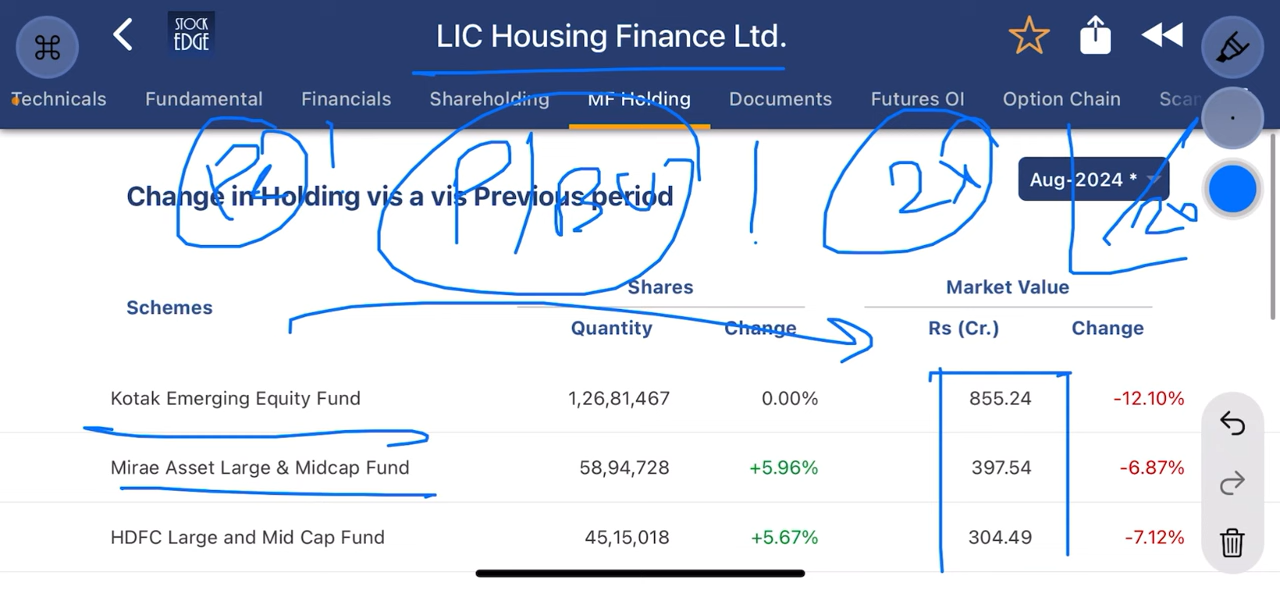 STOCK EDGE
LIC Housing Finance Ltd.
Technicals Fundamental Financials Shareholding MF Holding Documents Futures OI Option Chain Scan
PE P/BV 2x
Change in Holding vis a vis Previous period
Aug-2024 *
Schemes
Shares Market Value
Quantity Change Rs (Cr.) Change
Kotak Emerging Equity Fund 1,26,81,467 0.00% 855.24 -12.10%
Mirae Asset Large & Midcap Fund 58,94,728 +5.96% 397.54 -6.87%
HDFC Large and Mid Cap Fund 45,15,018 +5.67% 304.49 -7.12%